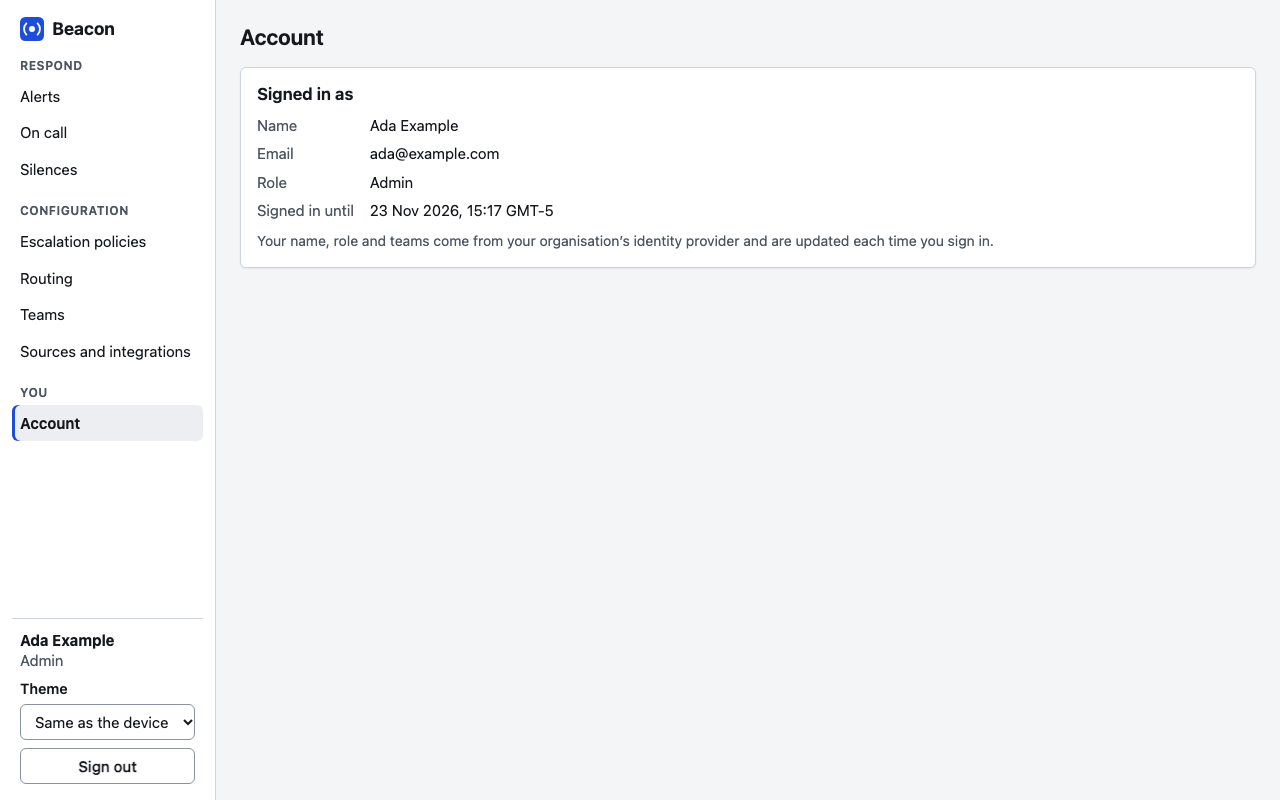 Beacon
RESPOND
Alerts
On call
Silences
CONFIGURATION
Escalation policies
Routing
Teams
Sources and integrations
YOU
Account
Ada Example
Admin
Theme
Same as the device
Sign out
Account
Signed in as
Name Ada Example
Email ada@example.com
Role Admin
Signed in until 23 Nov 2026, 15:17 GMT-5
Your name, role and teams come from your organisation’s identity provider and are updated each time you sign in.